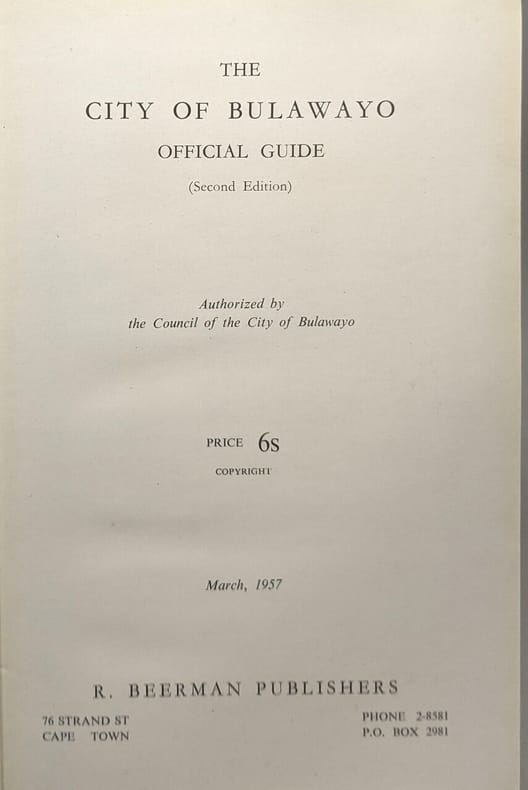 THE
CITY OF BULAWAYO
OFFICIAL GUIDE
(Second Edition)
Authorized by
the Council of the City of Bulawayo
PRICE 6s
COPYRIGHT
March, 1957
R. BEERMAN PUBLISHERS
76 STRAND ST
CAPE TOWN
PHONE 2-8581
P.O. BOX 2981